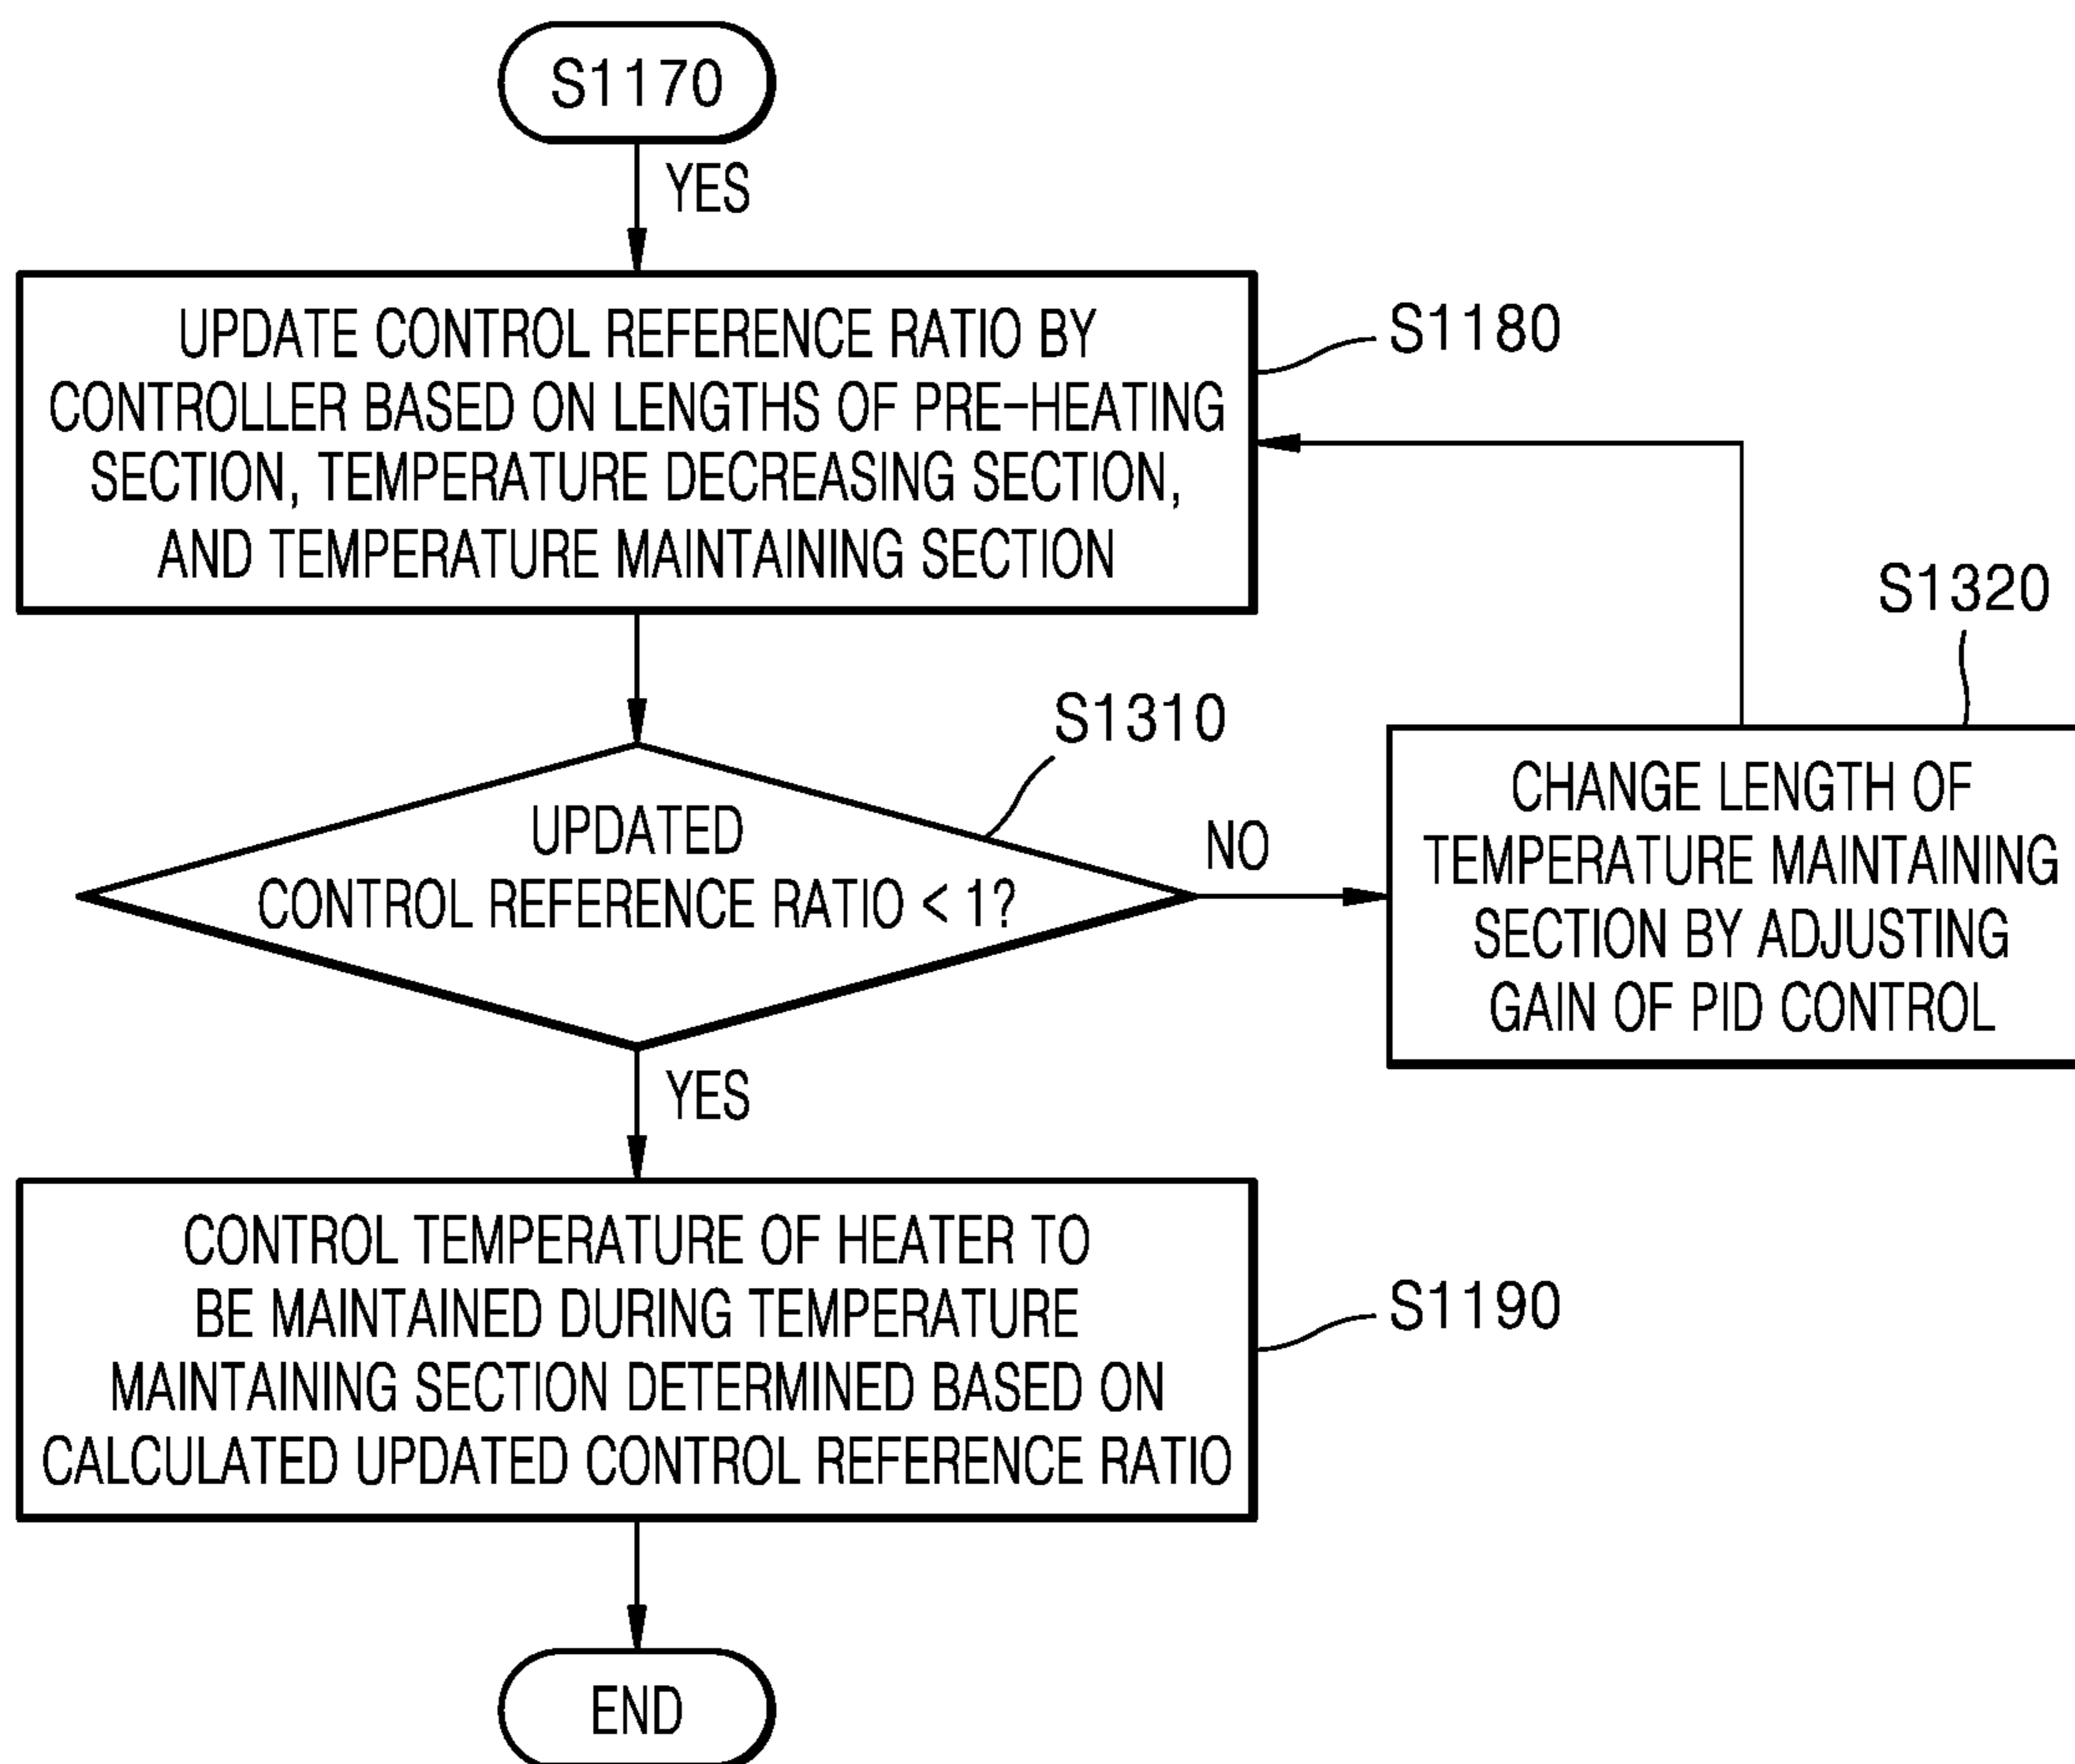 S1170
YES
UPDATE CONTROL REFERENCE RATIO BY
CONTROLLER BASED ON LENGTHS OF PRE-HEATING
SECTION, TEMPERATURE DECREASING SECTION,
AND TEMPERATURE MAINTAINING SECTION
S1180
S1310
UPDATED
CONTROL REFERENCE RATIO < 1?
NO
S1320
CHANGE LENGTH OF
TEMPERATURE MAINTAINING
SECTION BY ADJUSTING
GAIN OF PID CONTROL
YES
CONTROL TEMPERATURE OF HEATER TO
BE MAINTAINED DURING TEMPERATURE
MAINTAINING SECTION DETERMINED BASED ON
CALCULATED UPDATED CONTROL REFERENCE RATIO
S1190
END